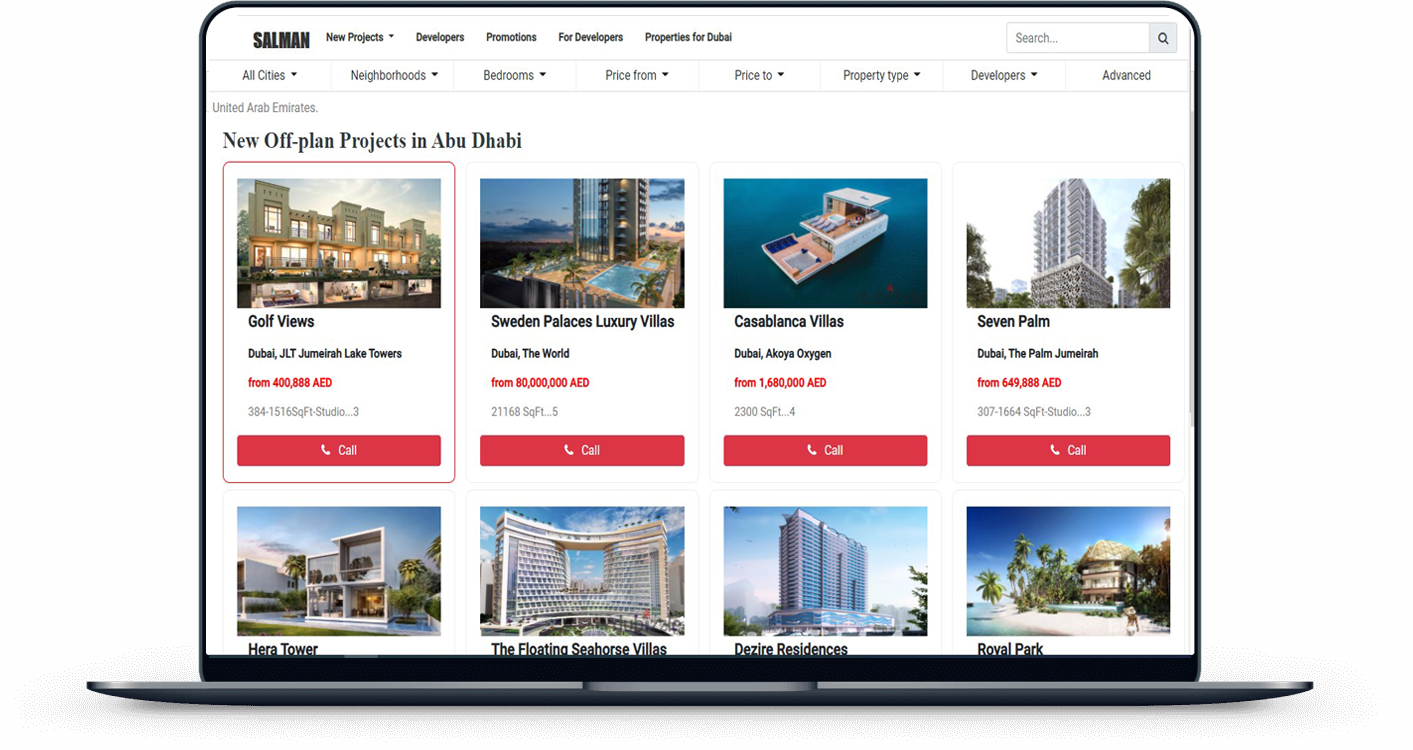 SALMAN New Projects Developers Promotions For Developers Properties for Dubai Search...
All Cities Neighborhoods Bedrooms Price from Price to Property type Developers Advanced
United Arab Emirates.
New Off-plan Projects in Abu Dhabi
Golf Views Sweden Palaces Luxury Villas Casablanca Villas Seven Palm
Dubai, JLT Jumeirah Lake Towers Dubai, The World Dubai, Akoya Oxygen Dubai, The Palm Jumeirah
from 400,888 AED from 80,000,000 AED from 1,680,000 AED from 649,888 AED
384-1516SqFt-Studio...3 21168 SqFt...5 2300 SqFt...4 307-1664 SqFt-Studio...3
Call Call Call Call
Hera Tower The Floating Seahorse Villas Dezire Residences Royal Park